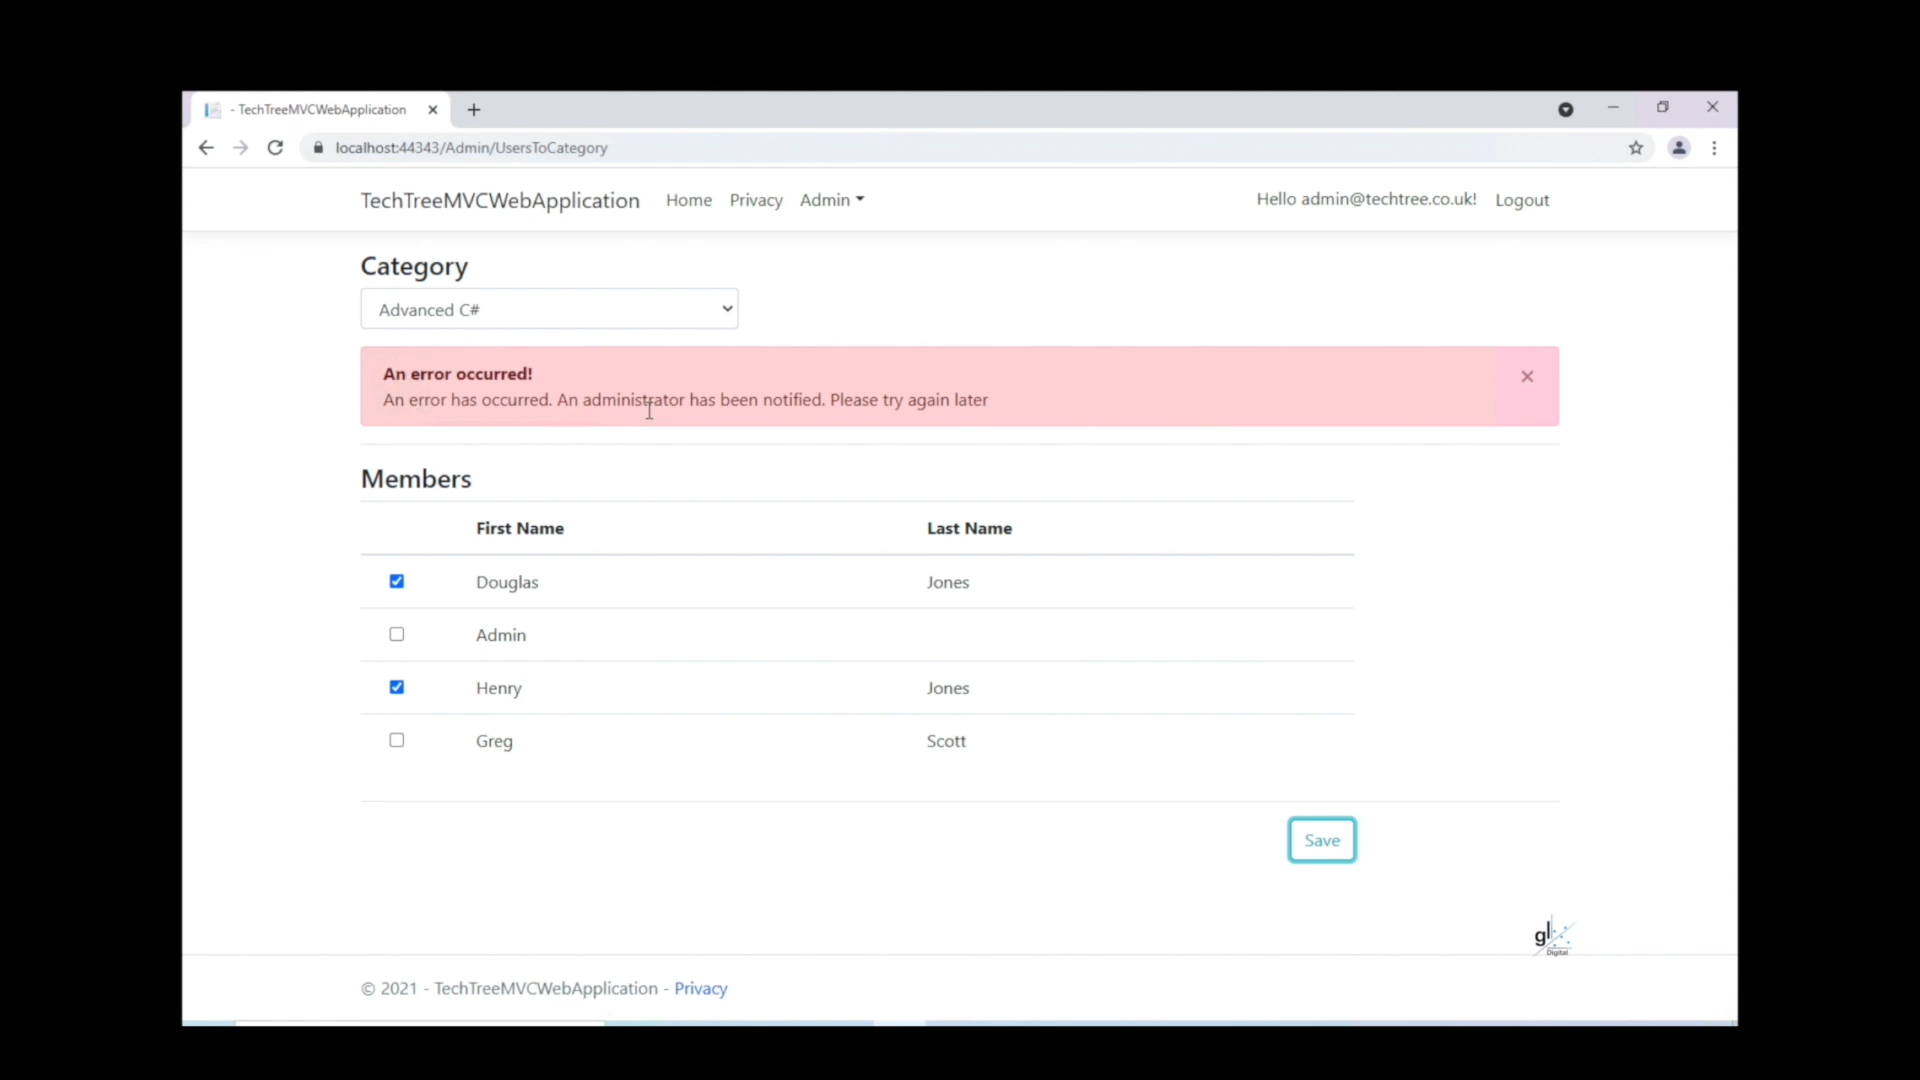 - TechTreeMVCWebApplication
localhost:44343/Admin/UsersToCategory
TechTreeMVCWebApplication Home Privacy Admin Hello admin@techtree.co.uk! Logout
Category
Advanced C#
An error occurred!
An error has occurred. An administrator has been notified. Please try again later
Members
First Name Last Name
Douglas Jones
Admin
Henry Jones
Greg Scott
Save
gl
Digital
© 2021 - TechTreeMVCWebApplication - Privacy